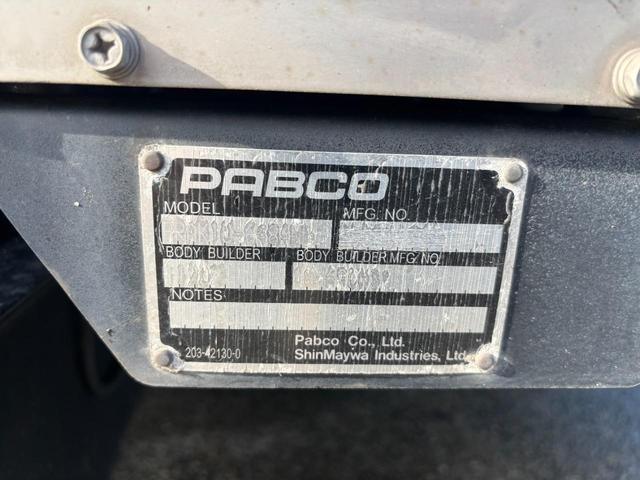 PABCO
MODEL MFG. NO.
BODY BUILDER BODY BUILDER MFG NO.
NOTES
Pabco Co., Ltd.
203-42130-0 ShinMaywa Industries, Ltd.